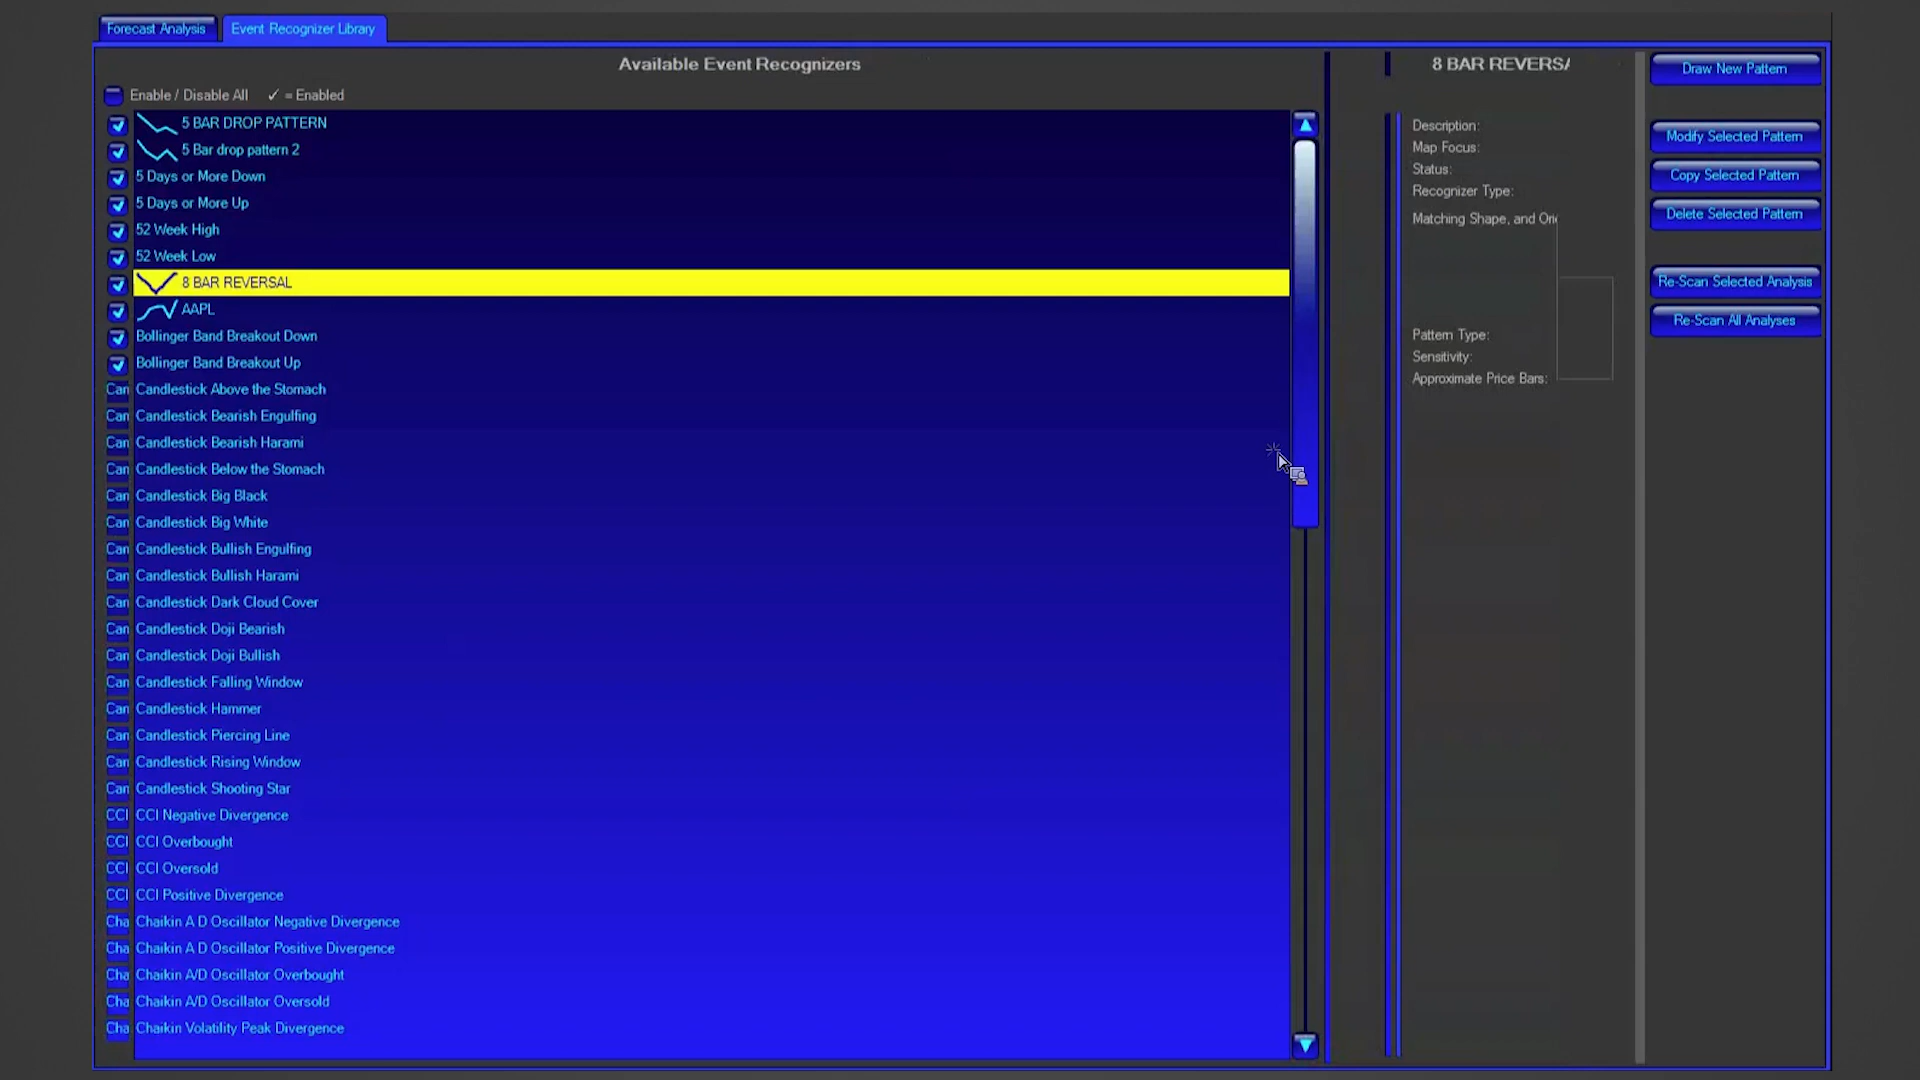 Forecast Analysis
Event Recognizer Library
Available Event Recognizers
Enable / Disable All ✓ = Enabled
5 BAR DROP PATTERN
5 Bar drop pattern 2
5 Days or More Down
5 Days or More Up
52 Week High
52 Week Low
8 BAR REVERSAL
AAPL
Bollinger Band Breakout Down
Bollinger Band Breakout Up
Can Candlestick Above the Stomach
Can Candlestick Bearish Engulfing
Can Candlestick Bearish Harami
Can Candlestick Below the Stomach
Can Candlestick Big Black
Can Candlestick Big White
Can Candlestick Bullish Engulfing
Can Candlestick Bullish Harami
Can Candlestick Dark Cloud Cover
Can Candlestick Doji Bearish
Can Candlestick Doji Bullish
Can Candlestick Falling Window
Can Candlestick Hammer
Can Candlestick Piercing Line
Can Candlestick Rising Window
Can Candlestick Shooting Star
CCI CCI Negative Divergence
CCI CCI Overbought
CCI CCI Oversold
CCI CCI Positive Divergence
Cha Chaikin A D Oscillator Negative Divergence
Cha Chaikin A D Oscillator Positive Divergence
Cha Chaikin A/D Oscillator Overbought
Cha Chaikin A/D Oscillator Oversold
Cha Chaikin Volatility Peak Divergence
8 BAR REVERSA
Description:
Map Focus:
Status:
Recognizer Type:
Matching Shape, and Orie
Pattern Type:
Sensitivity:
Approximate Price Bars:
Draw New Pattern
Modify Selected Pattern
Copy Selected Pattern
Delete Selected Pattern
Re-Scan Selected Analysis
Re-Scan All Analyses